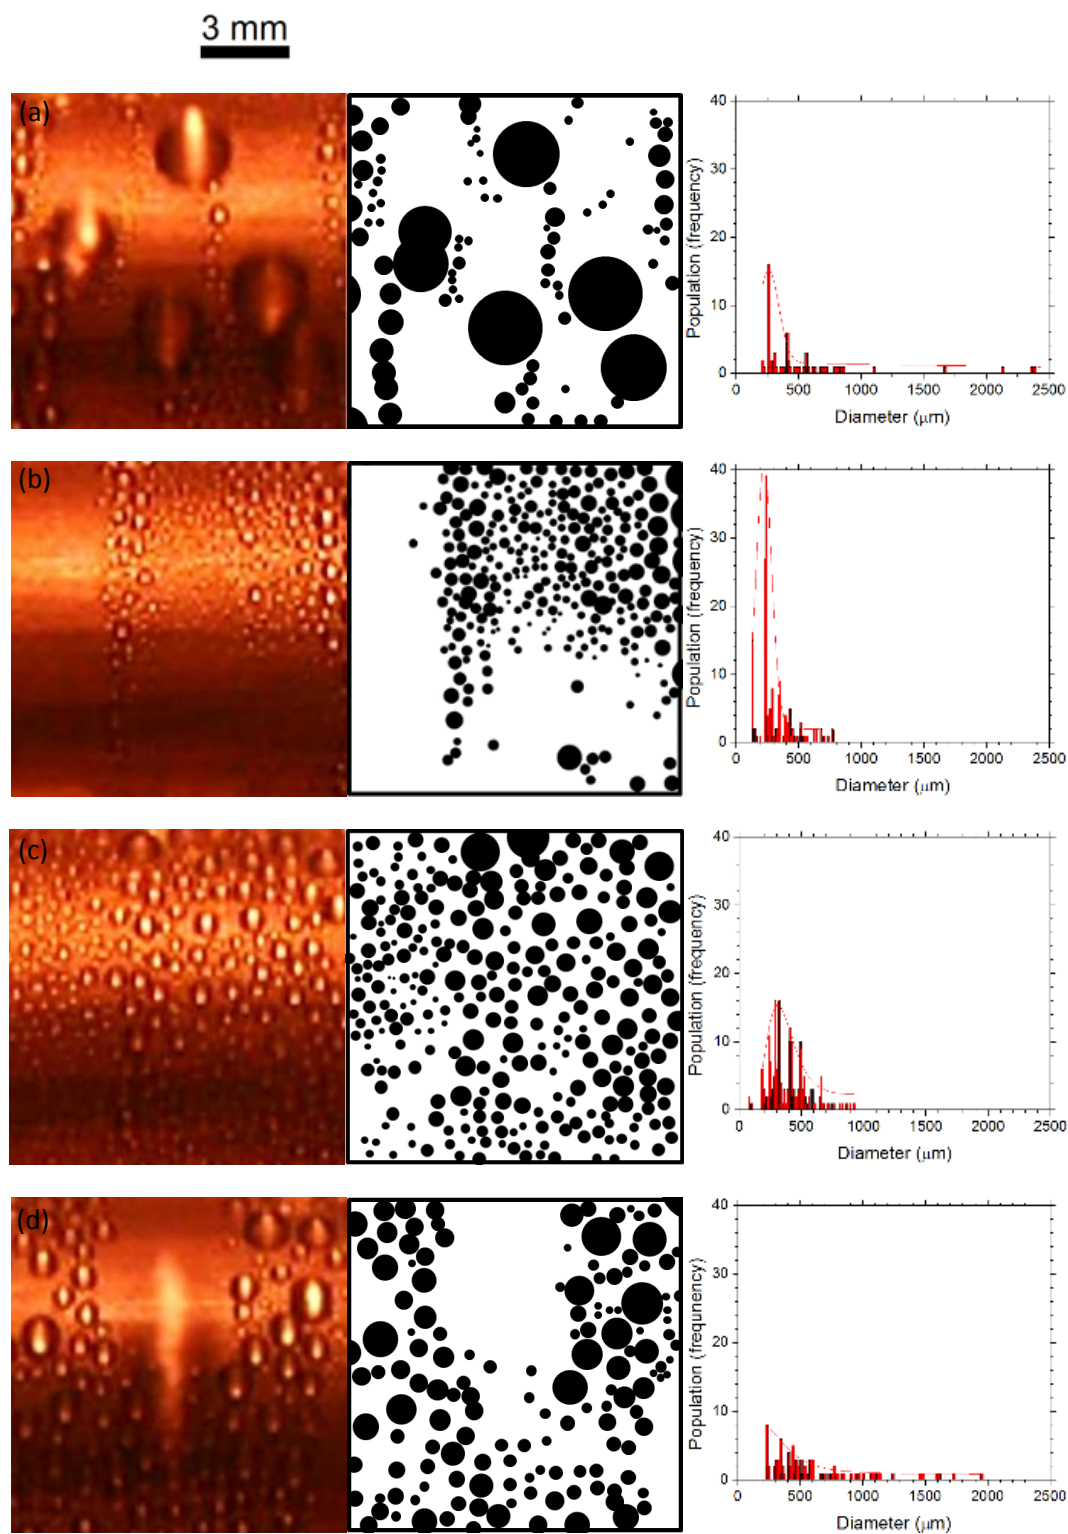 3 mm
(a)
40
30
20
10
0
Population (frequency)
0 500 1000 1500 2000 2500
Diameter (μm)
(b)
40
30
20
10
0
Population (frequency)
0 500 1000 1500 2000 2500
Diameter (μm)
(c)
40
30
20
10
0
Population (frequency)
0 500 1000 1500 2000 2500
Diameter (μm)
(d)
40
30
20
10
0
Population (frequnency)
0 500 1000 1500 2000 2500
Diameter (μm)